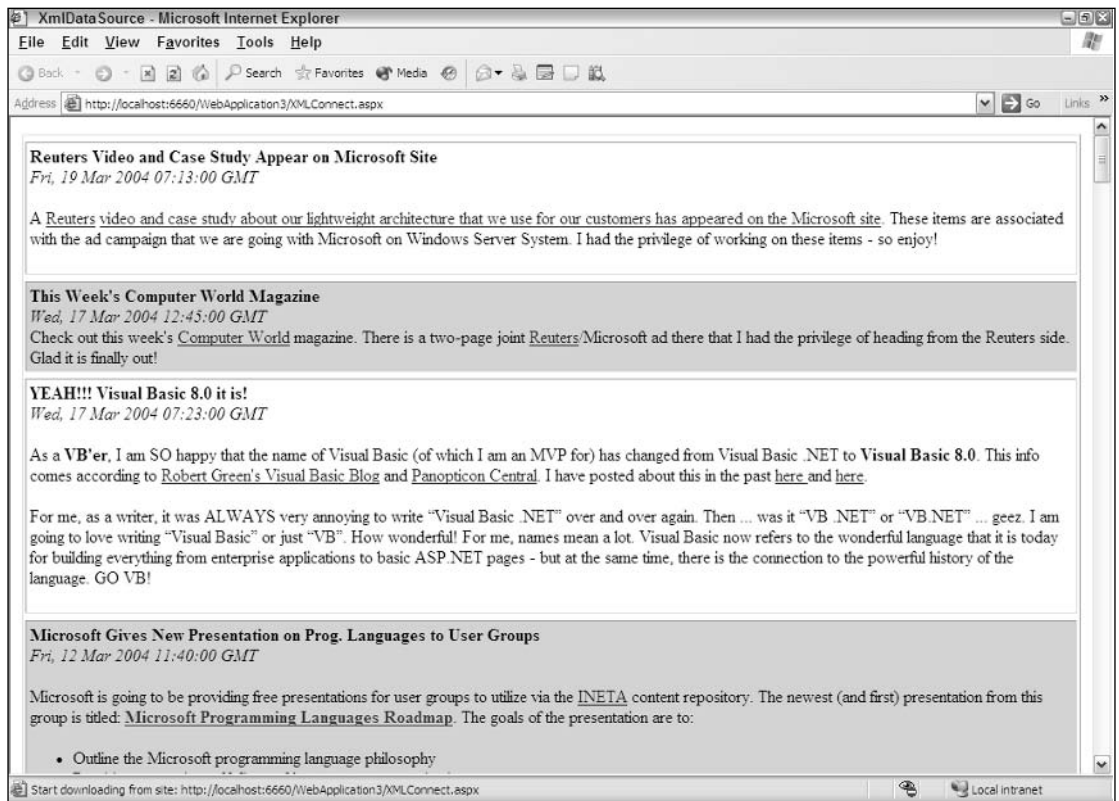 XmlDataSource - Microsoft Internet Explorer
File Edit View Favorites Tools Help
Back Search Favorites Media
Address http://localhost:6660/WebApplication3/XMLConnect.aspx Go Links »
Reuters Video and Case Study Appear on Microsoft Site
Fri, 19 Mar 2004 07:13:00 GMT
A Reuters video and case study about our lightweight architecture that we use for our customers has appeared on the Microsoft site. These items are associated
with the ad campaign that we are going with Microsoft on Windows Server System. I had the privilege of working on these items - so enjoy!
This Week's Computer World Magazine
Wed, 17 Mar 2004 12:45:00 GMT
Check out this week's Computer World magazine. There is a two-page joint Reuters/Microsoft ad there that I had the privilege of heading from the Reuters side.
Glad it is finally out!
YEAH!!! Visual Basic 8.0 it is!
Wed, 17 Mar 2004 07:23:00 GMT
As a VB'er, I am SO happy that the name of Visual Basic (of which I am an MVP for) has changed from Visual Basic .NET to Visual Basic 8.0. This info
comes according to Robert Green's Visual Basic Blog and Panopticon Central. I have posted about this in the past here and here.
For me, as a writer, it was ALWAYS very annoying to write “Visual Basic .NET” over and over again. Then ... was it “VB .NET” or “VB.NET” ... geez. I am
going to love writing “Visual Basic” or just “VB”. How wonderful! For me, names mean a lot. Visual Basic now refers to the wonderful language that it is today
for building everything from enterprise applications to basic ASP.NET pages - but at the same time, there is the connection to the powerful history of the
language. GO VB!
Microsoft Gives New Presentation on Prog. Languages to User Groups
Fri, 12 Mar 2004 11:40:00 GMT
Microsoft is going to be providing free presentations for user groups to utilize via the INETA content repository. The newest (and first) presentation from this
group is titled: Microsoft Programming Languages Roadmap. The goals of the presentation are to:
• Outline the Microsoft programming language philosophy
Start downloading from site: http://localhost:6660/WebApplication3/XMLConnect.aspx Local intranet